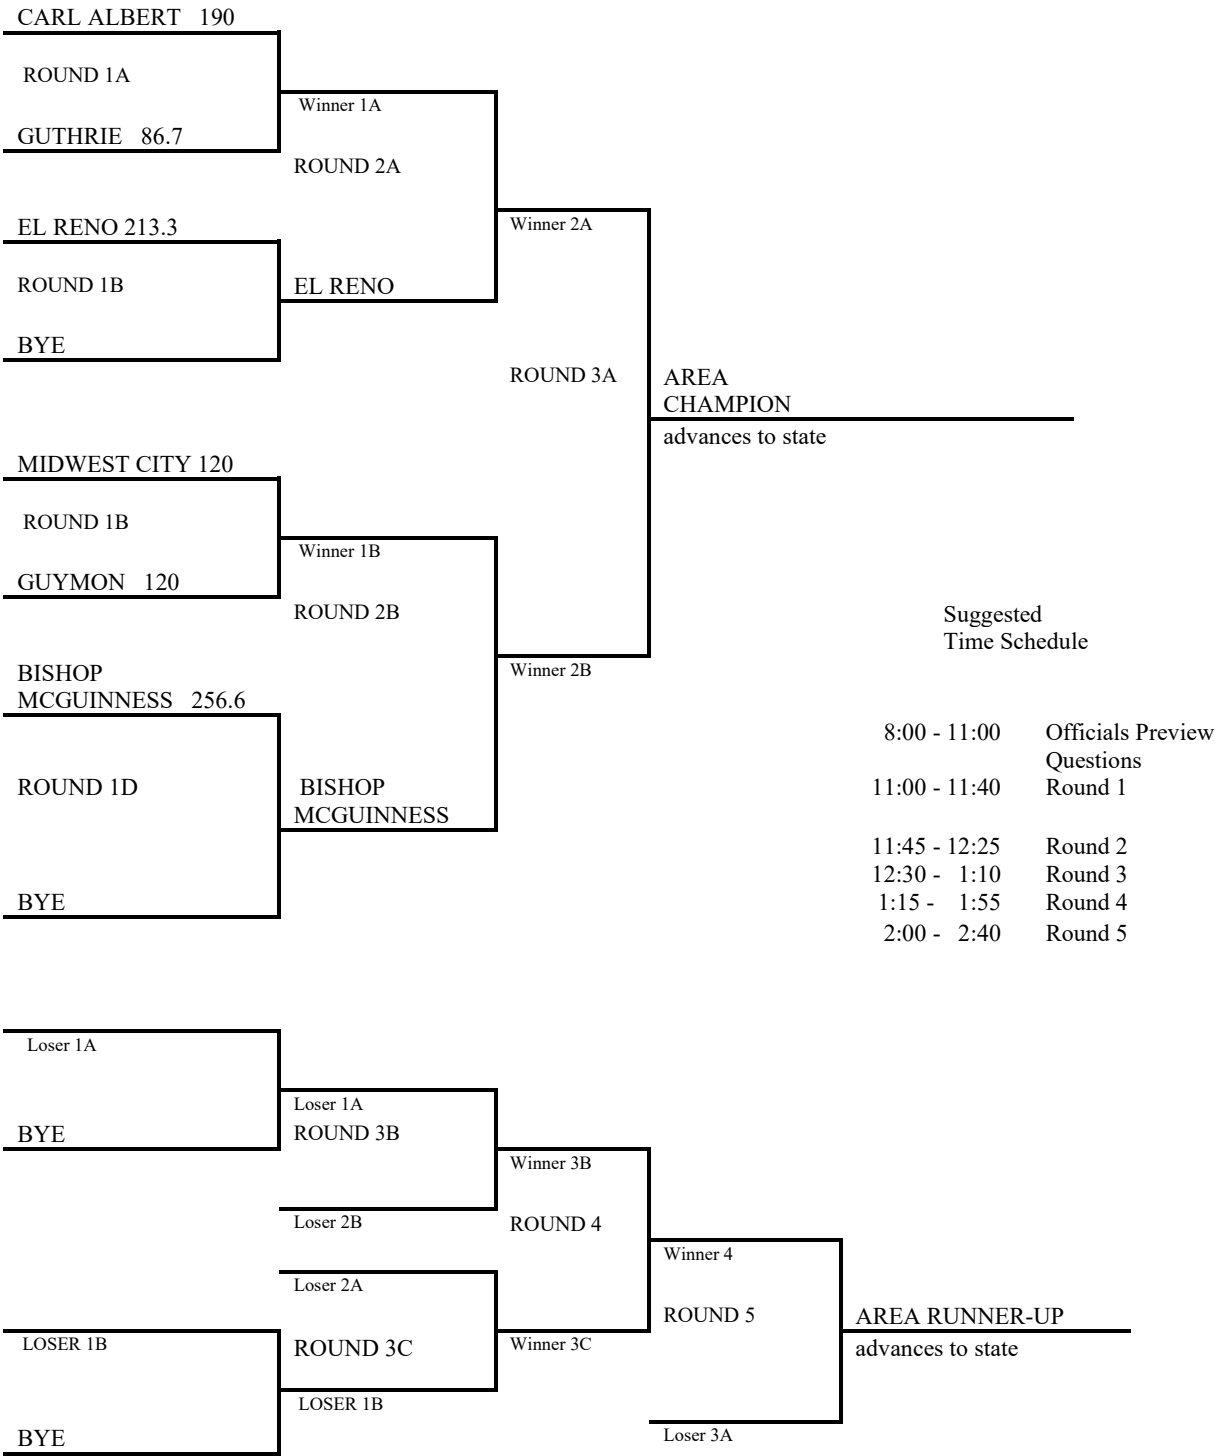 CARL ALBERT 190
ROUND 1A
Winner 1A
GUTHRIE 86.7
ROUND 2A
EL RENO 213.3
Winner 2A
ROUND 1B
EL RENO
BYE
ROUND 3A
AREA
CHAMPION
advances to state
MIDWEST CITY 120
ROUND 1B
Winner 1B
GUYMON 120
ROUND 2B
Suggested
Time Schedule
BISHOP
MCGUINNESS 256.6
Winner 2B
8:00 - 11:00 Officials Preview
Questions
ROUND 1D
BISHOP
MCGUINNESS
11:00 - 11:40 Round 1
11:45 - 12:25 Round 2
12:30 - 1:10 Round 3
BYE
1:15 - 1:55 Round 4
2:00 - 2:40 Round 5
Loser 1A
Loser 1A
BYE
ROUND 3B
Winner 3B
Loser 2B
ROUND 4
Winner 4
Loser 2A
ROUND 5
AREA RUNNER-UP
LOSER 1B
ROUND 3C
Winner 3C
advances to state
LOSER 1B
BYE
Loser 3A